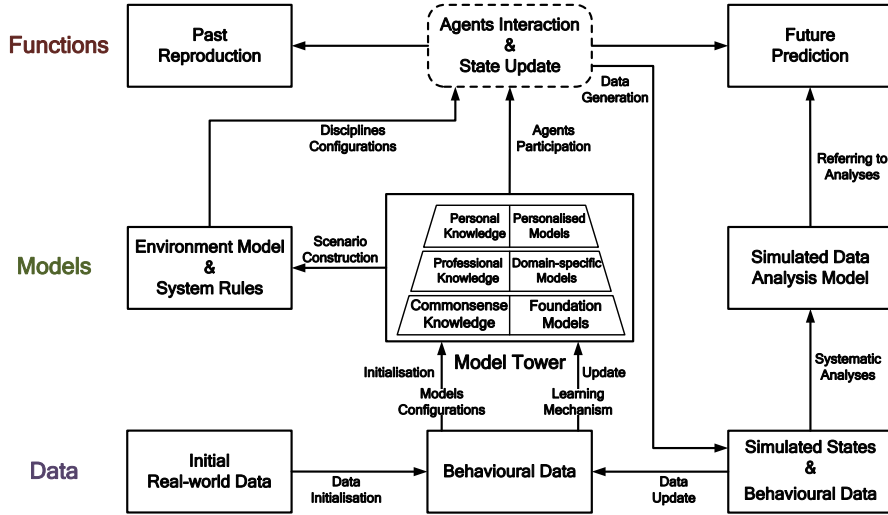 Functions
Past
Reproduction
Agents Interaction
&
State Update
Future
Prediction
Data
Generation
Disciplines
Configurations
Agents
Participation
Referring to
Analyses
Models
Environment Model
&
System Rules
Scenario
Construction
Personal
Knowledge
Personalised
Models
Professional
Knowledge
Domain-specific
Models
Commonsense
Knowledge
Foundation
Models
Model Tower
Simulated Data
Analysis Model
Initialisation
Models
Configurations
Update
Learning
Mechanism
Systematic
Analyses
Data
Initial
Real-world Data
Data
Initialisation
Behavioural Data
Data
Update
Simulated States
&
Behavioural Data